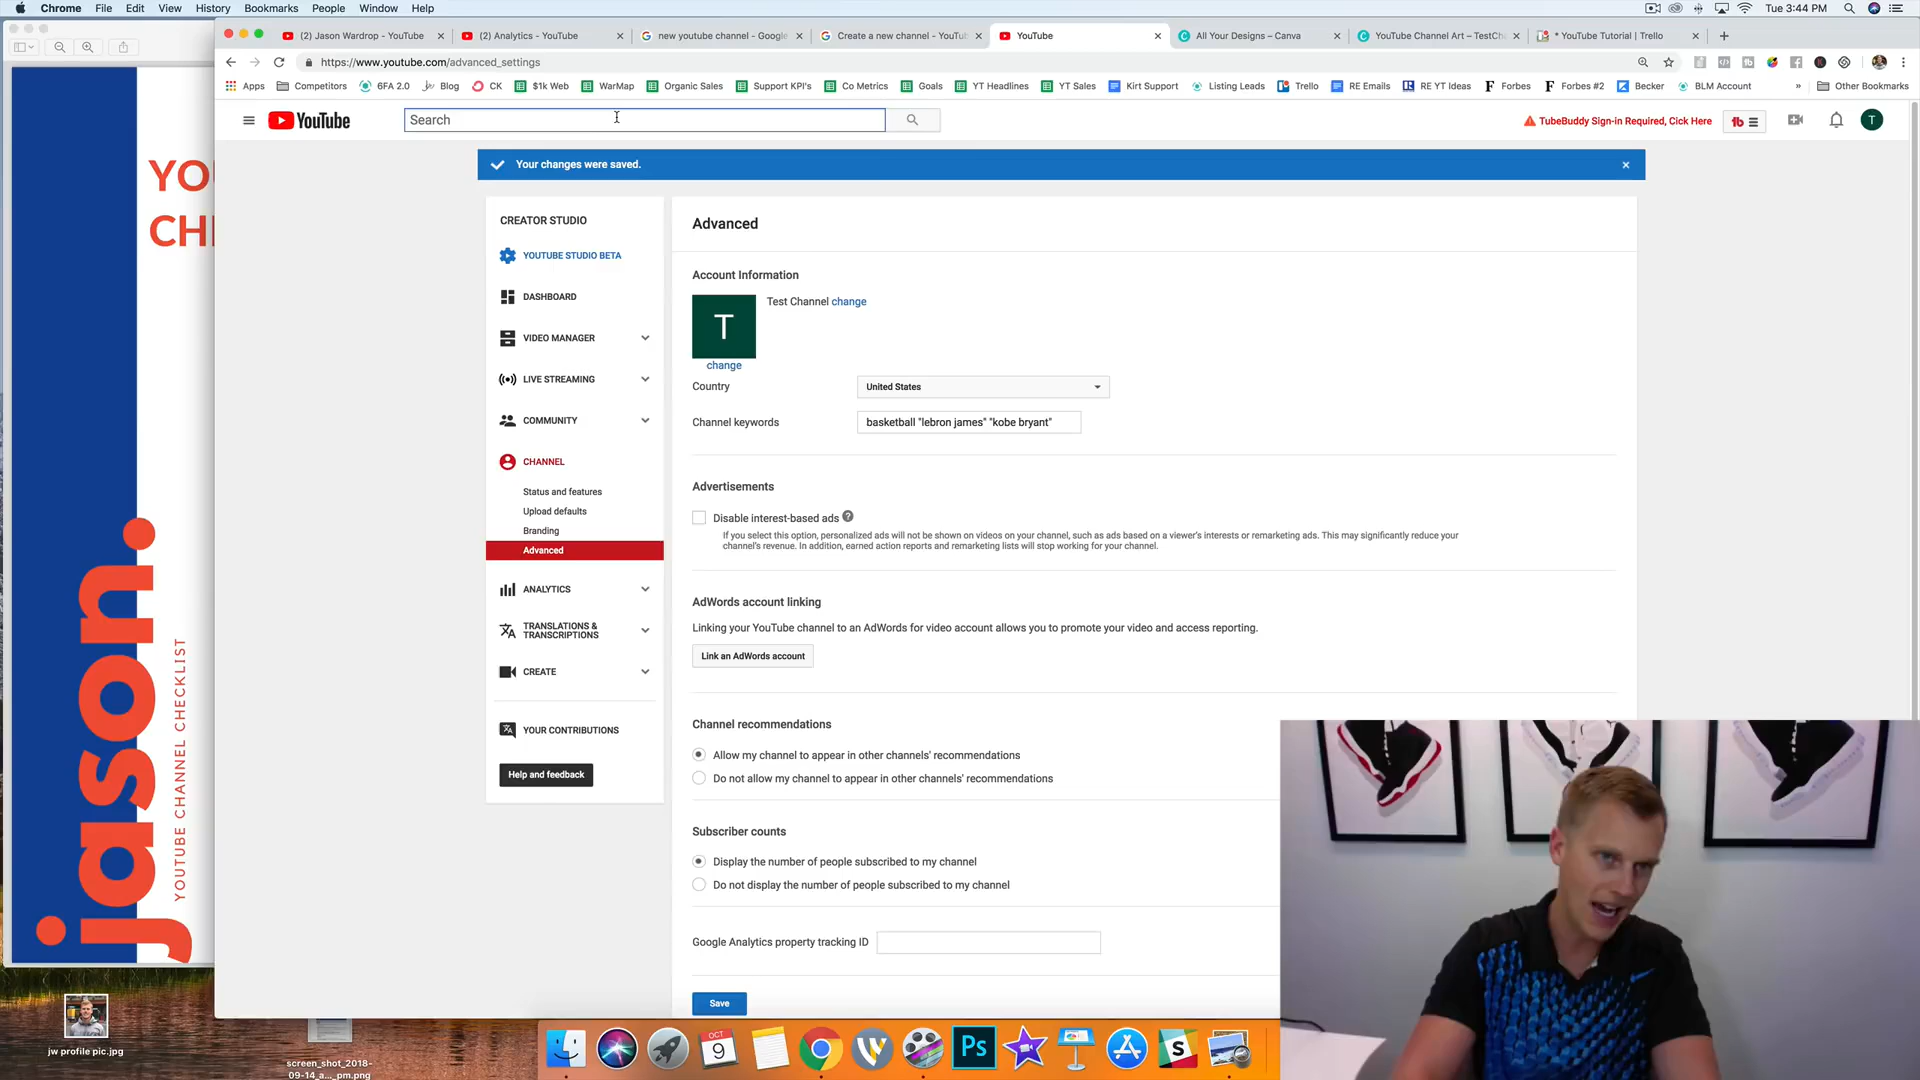 Chrome File Edit View History Bookmarks People Window Help
Tue 3:44 PM
(2) Jason Wardrop - YouTube
(2) Analytics - YouTube
new youtube channel - Google
Create a new channel - YouTu
YouTube
All Your Designs – Canva
YouTube Channel Art – TestCh
* YouTube Tutorial | Trello
https://www.youtube.com/advanced_settings
Apps Competitors 6FA 2.0 Blog CK $1k Web WarMap Organic Sales Support KPI's Co Metrics Goals YT Headlines YT Sales Kirt Support Listing Leads Trello RE Emails RE YT Ideas Forbes Forbes #2 Becker BLM Account » Other Bookmarks
YouTube
Search
TubeBuddy Sign-in Required, Cick Here
tb
T
Your changes were saved.
YO
CH
jason.
YOUTUBE CHANNEL CHECKLIST
CREATOR STUDIO
YOUTUBE STUDIO BETA
DASHBOARD
VIDEO MANAGER
LIVE STREAMING
COMMUNITY
CHANNEL
Status and features
Upload defaults
Branding
Advanced
ANALYTICS
TRANSLATIONS &
TRANSCRIPTIONS
CREATE
YOUR CONTRIBUTIONS
Help and feedback
Advanced
Account Information
T
Test Channel change
change
Country
United States
Channel keywords
basketball "lebron james" "kobe bryant"
Advertisements
Disable interest-based ads
If you select this option, personalized ads will not be shown on videos on your channel, such as ads based on a viewer's interests or remarketing ads. This may significantly reduce your
channel's revenue. In addition, earned action reports and remarketing lists will stop working for your channel.
AdWords account linking
Linking your YouTube channel to an AdWords for video account allows you to promote your video and access reporting.
Link an AdWords account
Channel recommendations
Allow my channel to appear in other channels' recommendations
Do not allow my channel to appear in other channels' recommendations
Subscriber counts
Display the number of people subscribed to my channel
Do not display the number of people subscribed to my channel
Google Analytics property tracking ID
Save
jw profile pic.jpg
screen_shot_2018-
09-14_a..._pm.png
OCT
9
Ps
S